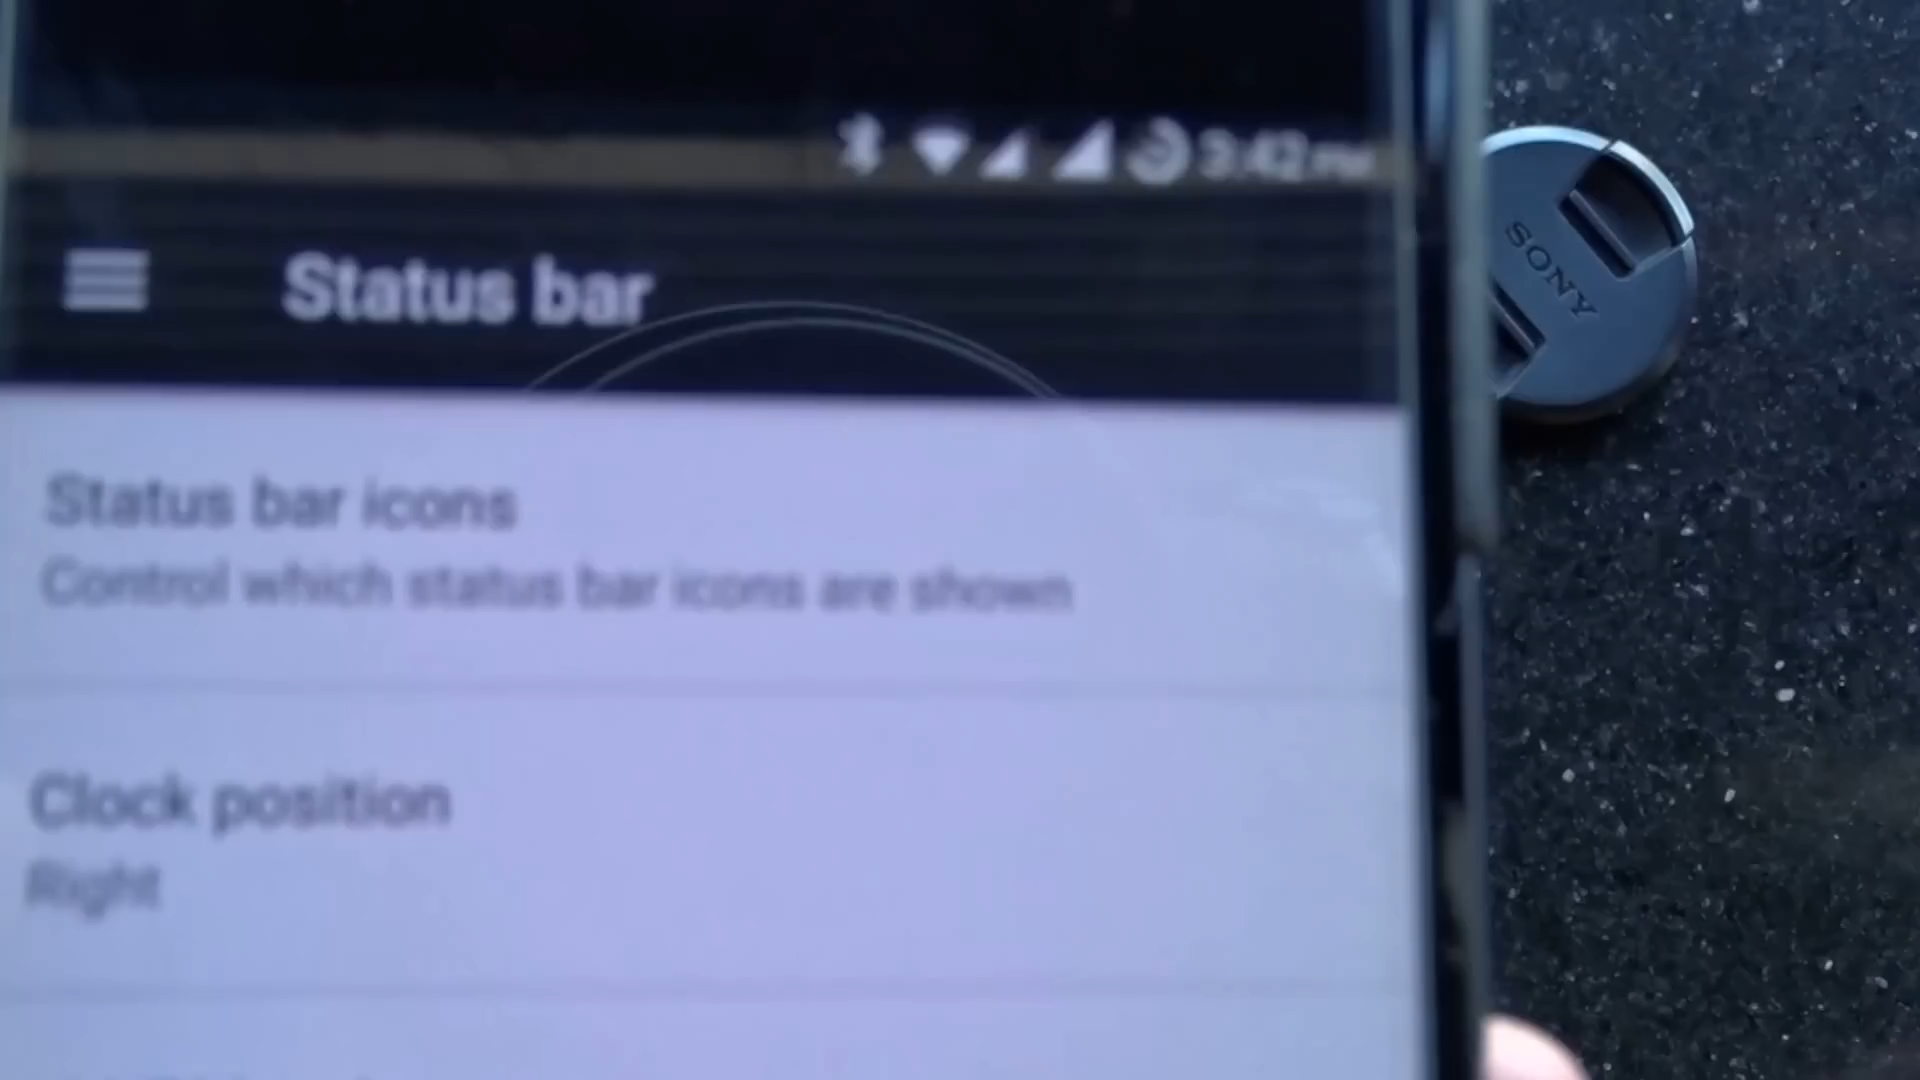 3:42 PM
Status bar
Status bar icons
Control which status bar icons are shown
Clock position
Right
SONY